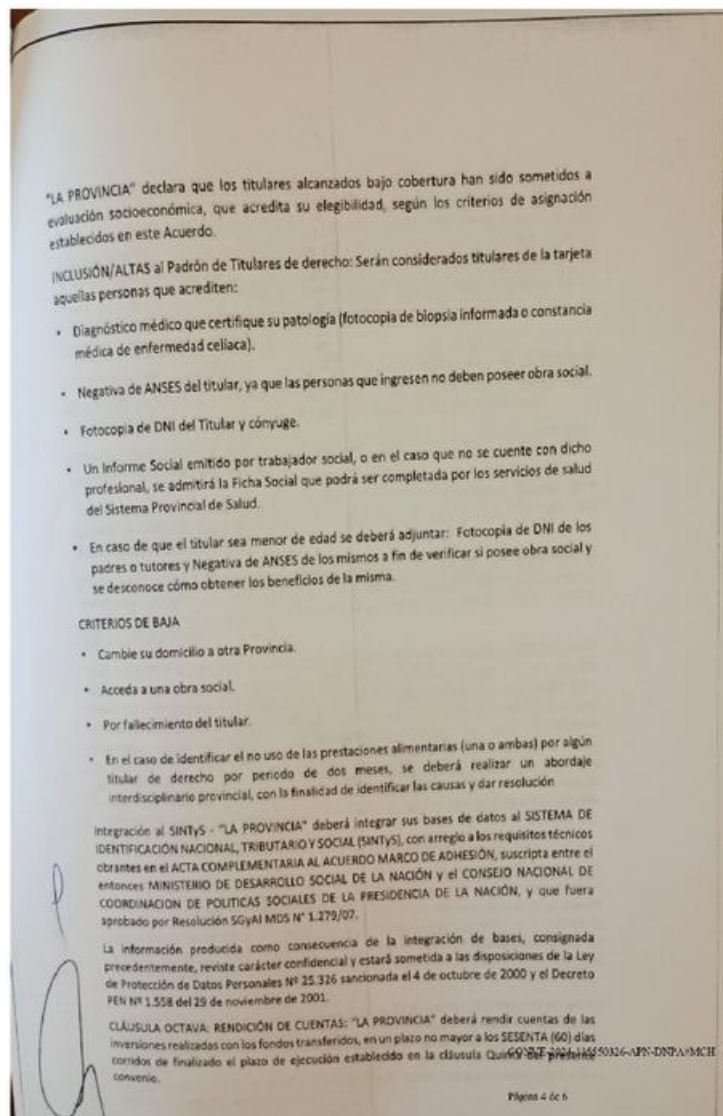 "LA PROVINCIA" declara que los titulares alcanzados bajo cobertura han sido sometidos a
evaluación socioeconómica, que acredita su elegibilidad, según los criterios de asignación
establecidos en este Acuerdo.
INCLUSIÓN/ALTAS al Padrón de Titulares de derecho: Serán considerados titulares de la tarjeta
aquellas personas que acrediten:
• Diagnóstico médico que certifique su patología (fotocopia de biopsia informada o constancia
médica de enfermedad celíaca).
• Negativa de ANSES del titular, ya que las personas que ingresen no deben poseer obra social.
• Fotocopia de DNI del Titular y cónyuge.
• Un Informe Social emitido por trabajador social, o en el caso que no se cuente con dicho
profesional, se admitirá la Ficha Social que podrá ser completada por los servicios de salud
del Sistema Provincial de Salud.
• En caso de que el titular sea menor de edad se deberá adjuntar: Fotocopia de DNI de los
padres o tutores y Negativa de ANSES de los mismos a fin de verificar si posee obra social y
se desconoce cómo obtener los beneficios de la misma.
CRITERIOS DE BAJA
• Cambie su domicilio a otra Provincia.
• Acceda a una obra social.
• Por fallecimiento del titular.
• En el caso de identificar el no uso de las prestaciones alimentarias (una o ambas) por algún
titular de derecho por periodo de dos meses, se deberá realizar un abordaje
interdisciplinario provincial, con la finalidad de identificar las causas y dar resolución
Integración al SINTyS - "LA PROVINCIA" deberá integrar sus bases de datos al SISTEMA DE
IDENTIFICACIÓN NACIONAL, TRIBUTARIO Y SOCIAL (SINTyS), con arreglo a los requisitos técnicos
obrantes en el ACTA COMPLEMENTARIA AL ACUERDO MARCO DE ADHESIÓN, suscripta entre el
entonces MINISTERIO DE DESARROLLO SOCIAL DE LA NACIÓN y el CONSEJO NACIONAL DE
COORDINACION DE POLITICAS SOCIALES DE LA PRESIDENCIA DE LA NACIÓN, y que fuera
aprobado por Resolución SGyAI MDS N° 1.279/07.
La información producida como consecuencia de la integración de bases, consignada
precedentemente, reviste carácter confidencial y estará sometida a las disposiciones de la Ley
de Protección de Datos Personales Nº 25.326 sancionada el 4 de octubre de 2000 y el Decreto
PEN Nº 1.558 del 29 de noviembre de 2001.
CLÁUSULA OCTAVA: RENDICIÓN DE CUENTAS: "LA PROVINCIA" deberá rendir cuentas de las
inversiones realizadas con los fondos transferidos, en un plazo no mayor a los SESENTA (60) días
corridos de finalizado el plazo de ejecución establecido en la cláusula
convenio.
Página 4 de 6